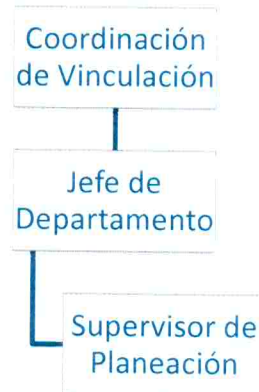 Coordinación
de Vinculación
Jefe de
Departamento
Supervisor de
Planeación